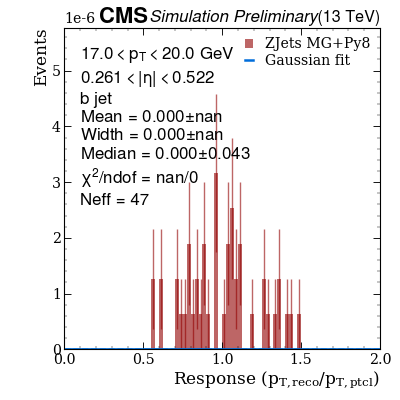 1e-6 CMS Simulation Preliminary (13 TeV)
Events
ZJets MG+Py8
Gaussian fit
17.0 < p_T < 20.0 GeV
0.261 < |η| < 0.522
b jet
Mean = 0.000±nan
Width = 0.000±nan
Median = 0.000±0.043
χ²/ndof = nan/0
Neff = 47
5
4
3
2
1
0
0.0 0.5 1.0 1.5 2.0
Response (p_T,reco/p_T,ptcl)